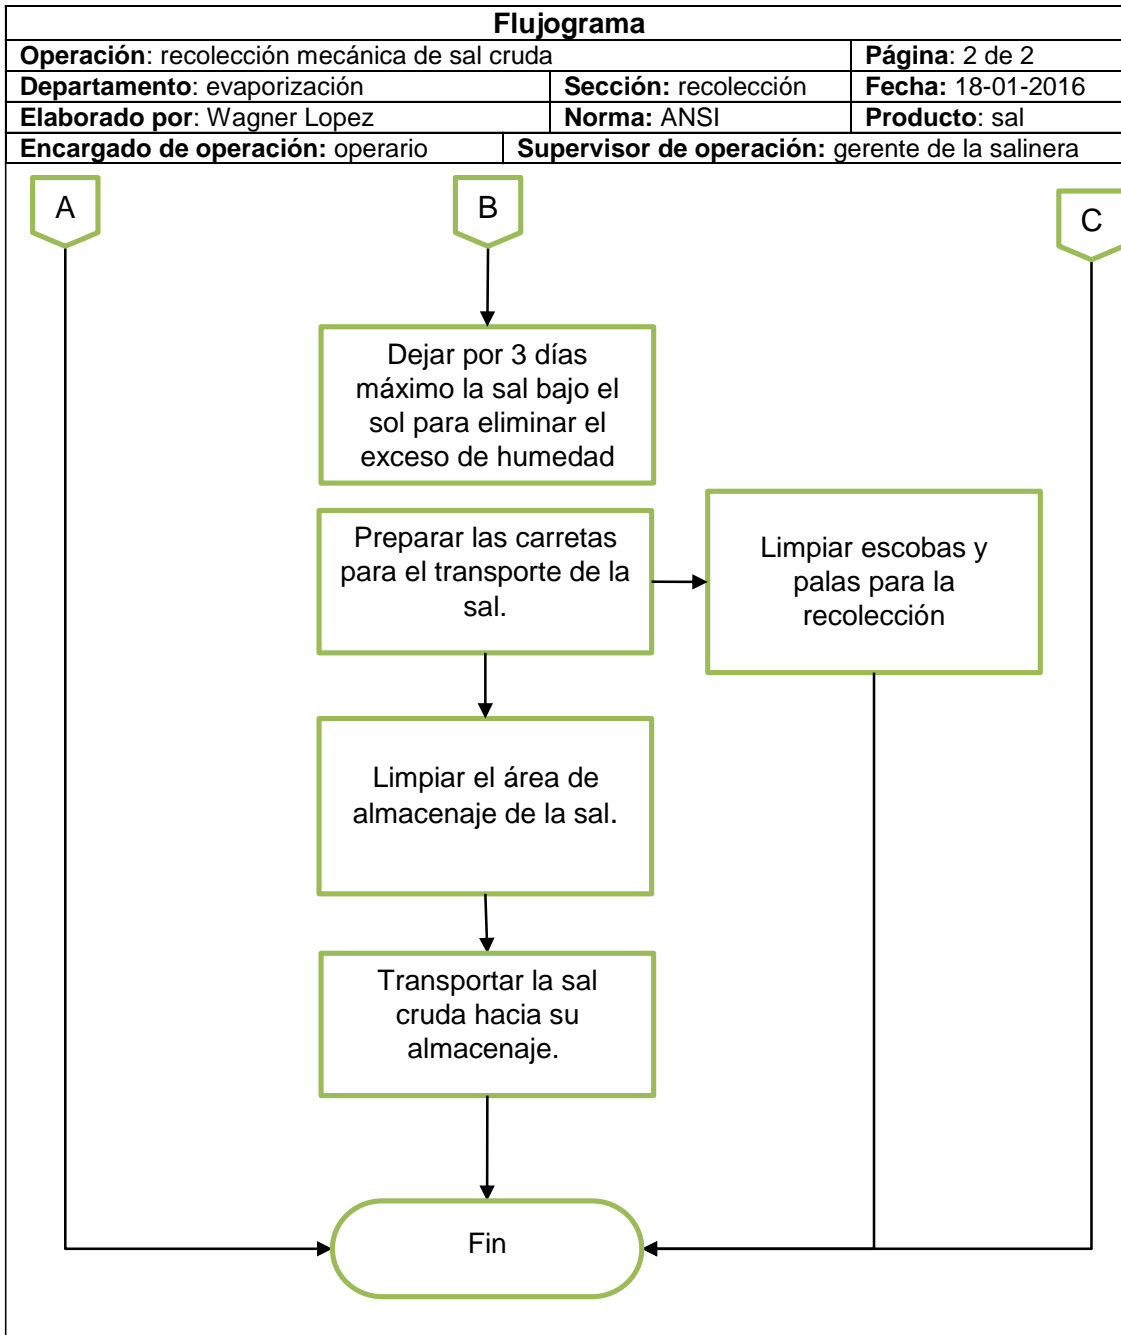 Flujograma
Operación: recolección mecánica de sal cruda Página: 2 de 2
Departamento: evaporización Sección: recolección Fecha: 18-01-2016
Elaborado por: Wagner Lopez Norma: ANSI Producto: sal
Encargado de operación: operario Supervisor de operación: gerente de la salinera
A
B
C
Dejar por 3 días
máximo la sal bajo el
sol para eliminar el
exceso de humedad
Preparar las carretas
para el transporte de la
sal.
Limpiar escobas y
palas para la
recolección
Limpiar el área de
almacenaje de la sal.
Transportar la sal
cruda hacia su
almacenaje.
Fin